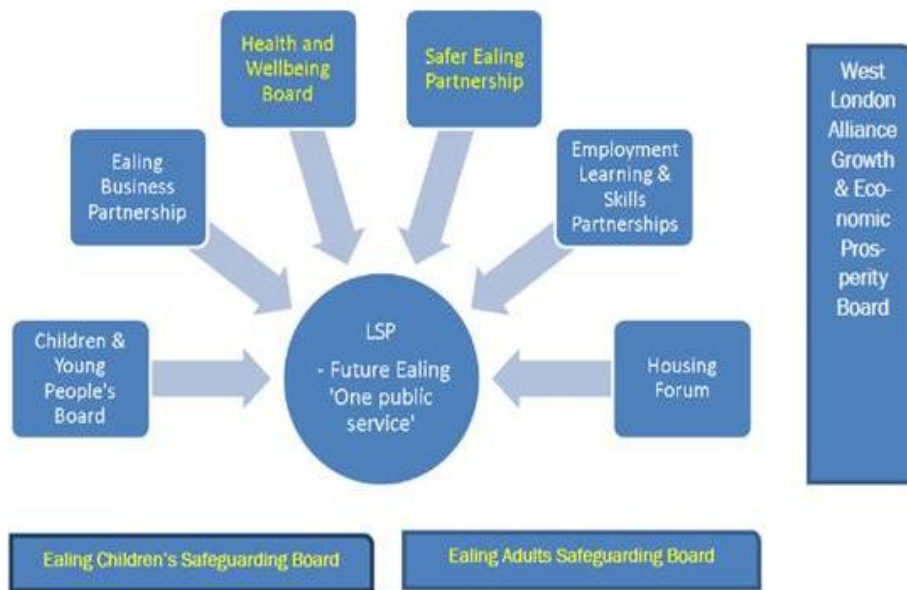 Health and
Wellbeing
Board
Safer Ealing
Partnership
Ealing
Business
Partnership
Employment
Learning &
Skills
Partnerships
Children &
Young
People's
Board
LSP
- Future Ealing
'One public
service'
Housing
Forum
West
London
Alliance
Growth
& Eco-
nomic
Pros-
perity
Board
Ealing Children's Safeguarding Board
Ealing Adults Safeguarding Board